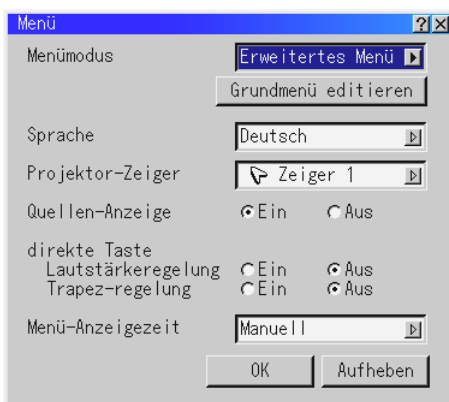 Menü
Menümodus Erweitertes Menü
Grundmenü editieren
Sprache Deutsch
Projektor-Zeiger Zeiger 1
Quellen-Anzeige Ein Aus
direkte Taste
Lautstärkeregelung Ein Aus
Trapez-regelung Ein Aus
Menü-Anzeigezeit Manuell
OK Aufheben